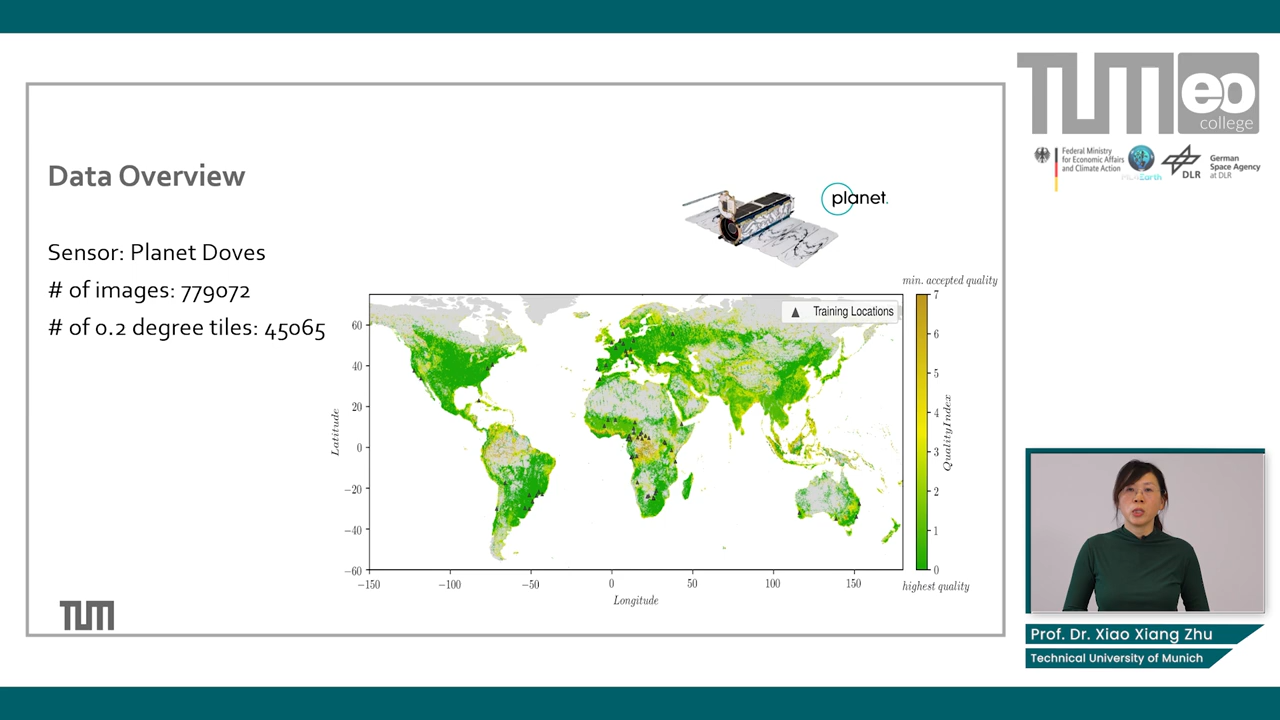 TUM eo
college
Federal Ministry
for Economic Affairs
and Climate Action
ML4Earth
DLR
German
Space Agency
at DLR
Data Overview
planet.
Sensor: Planet Doves
# of images: 779072
# of 0.2 degree tiles: 45065
min. accepted quality
Training Locations
7
6
5
4
3
2
1
0
QualityIndex
highest quality
60
40
20
0
−20
−40
−60
Latitude
−150 −100 −50 0 50 100 150
Longitude
TUM
Prof. Dr. Xiao Xiang Zhu
Technical University of Munich